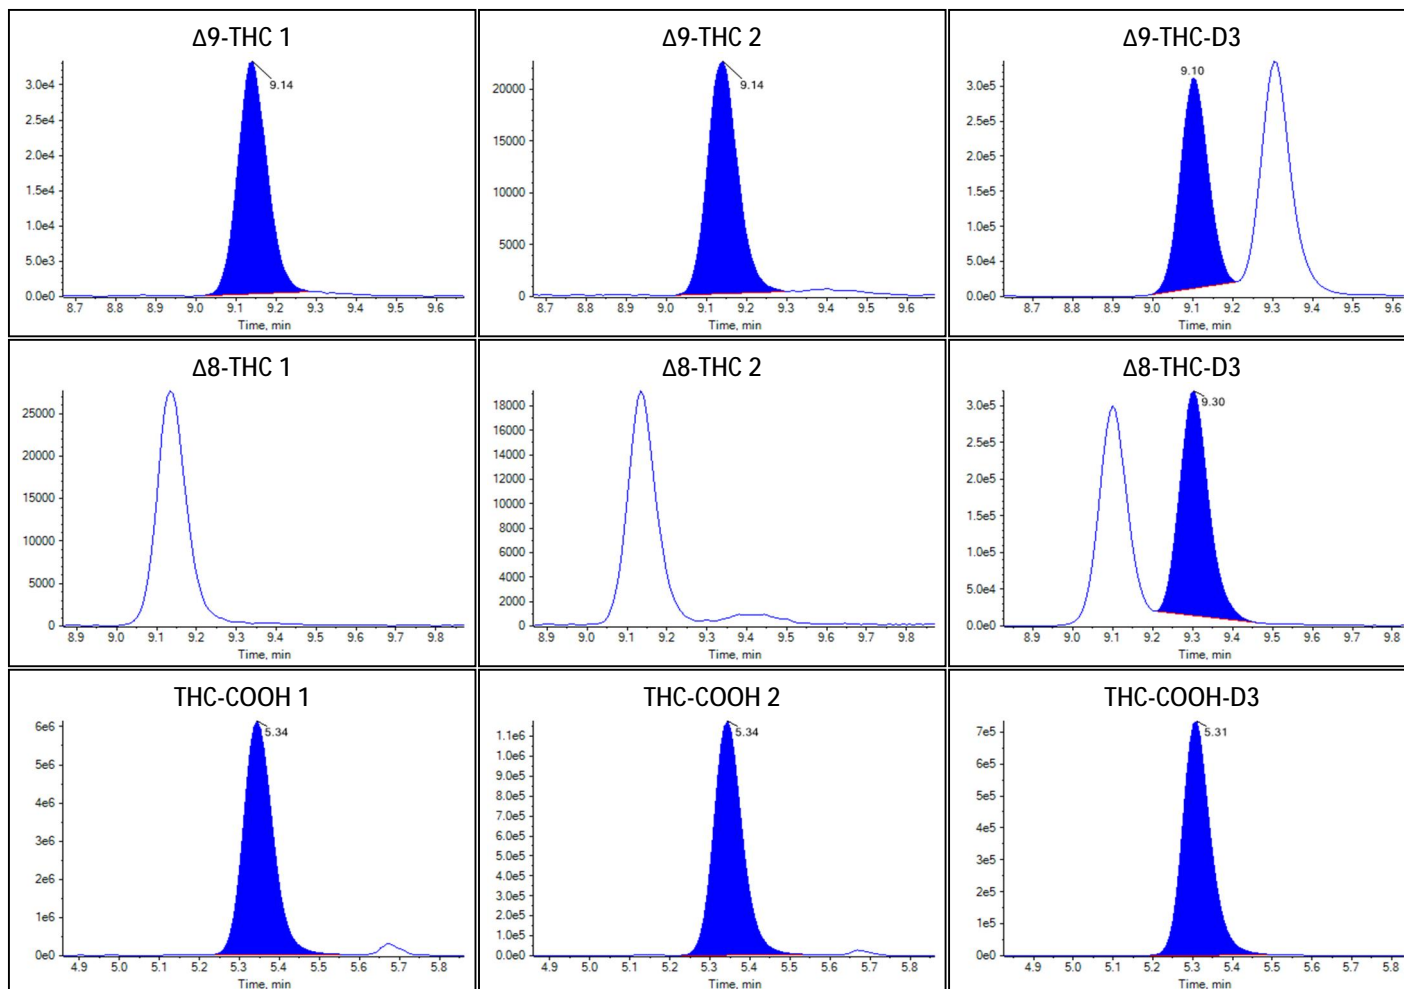 Δ9-THC 1
3.0e4
2.5e4
2.0e4
1.5e4
1.0e4
5.0e3
0.0e0
9.14
8.7 8.8 8.9 9.0 9.1 9.2 9.3 9.4 9.5 9.6
Time, min
Δ9-THC 2
20000
15000
10000
5000
0
9.14
8.7 8.8 8.9 9.0 9.1 9.2 9.3 9.4 9.5 9.6
Time, min
Δ9-THC-D3
3.0e5
2.5e5
2.0e5
1.5e5
1.0e5
5.0e4
0.0e0
9.10
8.7 8.8 8.9 9.0 9.1 9.2 9.3 9.4 9.5 9.6
Time, min
Δ8-THC 1
25000
20000
15000
10000
5000
0
8.9 9.0 9.1 9.2 9.3 9.4 9.5 9.6 9.7 9.8
Time, min
Δ8-THC 2
18000
16000
14000
12000
10000
8000
6000
4000
2000
0
8.9 9.0 9.1 9.2 9.3 9.4 9.5 9.6 9.7 9.8
Time, min
Δ8-THC-D3
3.0e5
2.5e5
2.0e5
1.5e5
1.0e5
5.0e4
0.0e0
9.30
8.9 9.0 9.1 9.2 9.3 9.4 9.5 9.6 9.7 9.8
Time, min
THC-COOH 1
6e6
5e6
4e6
3e6
2e6
1e6
0e0
5.34
4.9 5.0 5.1 5.2 5.3 5.4 5.5 5.6 5.7 5.8
Time, min
THC-COOH 2
1.1e6
1.0e6
9.0e5
8.0e5
7.0e5
6.0e5
5.0e5
4.0e5
3.0e5
2.0e5
1.0e5
0.0e0
5.34
4.9 5.0 5.1 5.2 5.3 5.4 5.5 5.6 5.7 5.8
Time, min
THC-COOH-D3
7e5
6e5
5e5
4e5
3e5
2e5
1e5
0e0
5.31
4.9 5.0 5.1 5.2 5.3 5.4 5.5 5.6 5.7 5.8
Time, min